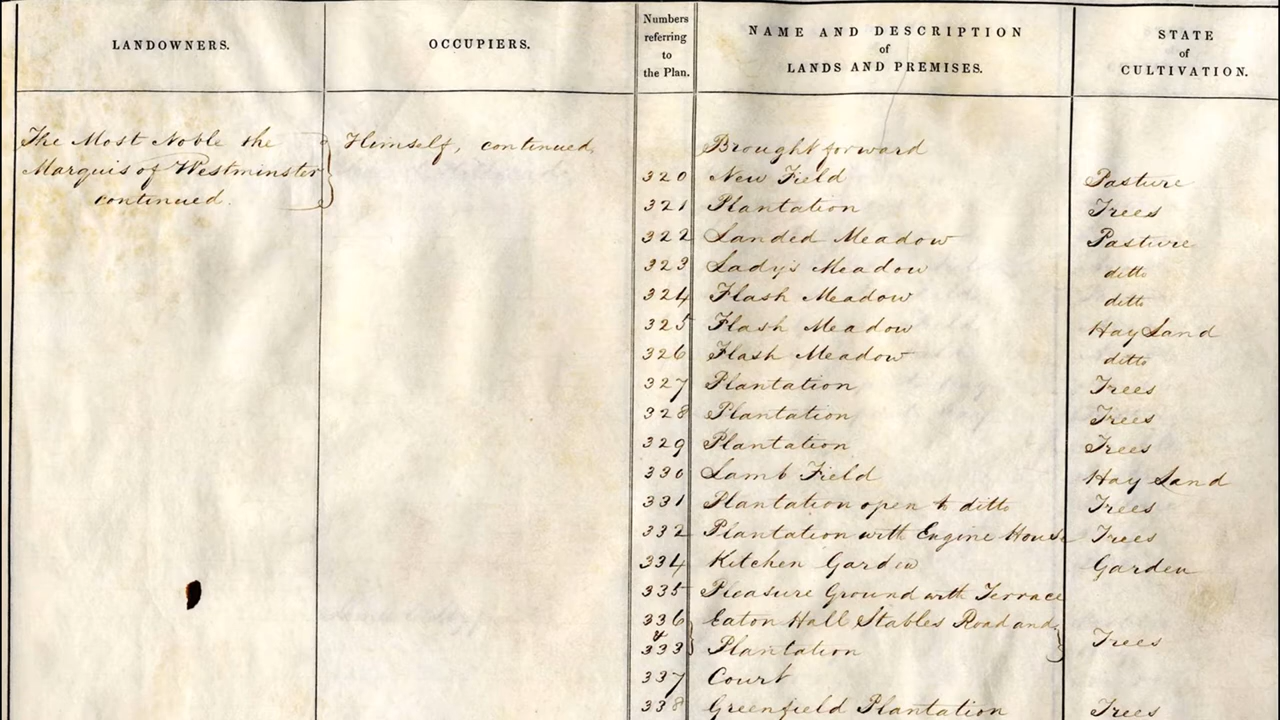 LANDOWNERS. OCCUPIERS. Numbers referring to the Plan. NAME AND DESCRIPTION of LANDS AND PREMISES. STATE of CULTIVATION.
The Most Noble the Himself, continued, Brought forward
Marquis of Westminster 320 New Field Pasture
continued. 321 Plantation Trees
322 Landed Meadow Pasture
323 Lady's Meadow ditto
324 Flash Meadow ditto
325 Flash Meadow Hay Land
326 Flash Meadow ditto
327 Plantation Trees
328 Plantation Trees
329 Plantation Trees
330 Lamb Field Hay Land
331 Plantation open to ditto Trees
332 Plantation with Engine House Trees
334 Kitchen Garden Garden
335 Pleasure Ground with Terrace
336 Eaton Hall Stables Road and
& 333 Plantation Trees
337 Court
338 Greenfield Plantation Trees